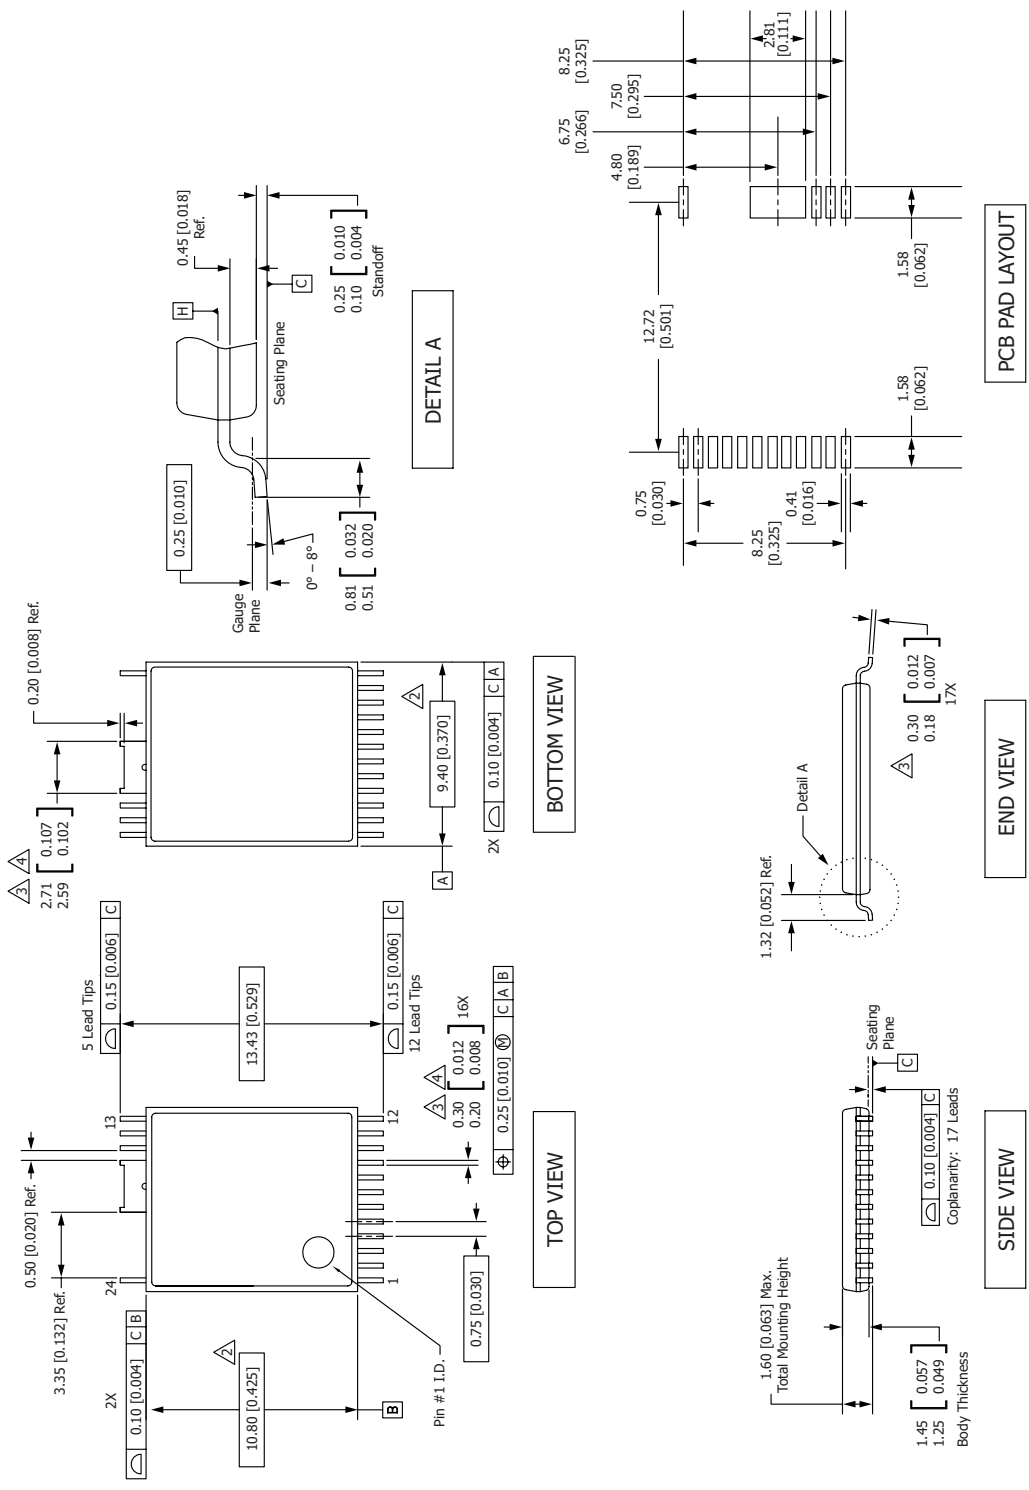 2X
0.10 [0.004] C B
3.35 [0.132] Ref.
0.50 [0.020] Ref.
24
13
5 Lead Tips
0.15 [0.006] C
2
10.80 [0.425]
B
13.43 [0.529]
Pin #1 I.D.
1
12
0.15 [0.006] C
12 Lead Tips
0.75 [0.030]
3 4
0.30 [0.012]
0.20 [0.008]
16X
0.25 [0.010] M C A B
TOP VIEW
3 4
2.71 [0.107]
2.59 [0.102]
0.20 [0.008] Ref.
A
9.40 [0.370]
2
2X
0.10 [0.004] C A
BOTTOM VIEW
Gauge
Plane
0.25 [0.010]
H
0.45 [0.018]
Ref.
0° – 8°
Seating Plane
C
0.81 [0.032]
0.51 [0.020]
0.25 [0.010]
0.10 [0.004]
Standoff
DETAIL A
1.60 [0.063] Max.
Total Mounting Height
Seating
Plane
C
0.10 [0.004] C
Coplanarity: 17 Leads
1.45 [0.057]
1.25 [0.049]
Body Thickness
SIDE VIEW
1.32 [0.052] Ref.
Detail A
3
0.30 [0.012]
0.18 [0.007]
17X
END VIEW
0.75
[0.030]
8.25
[0.325]
0.41
[0.016]
12.72
[0.501]
4.80
[0.189]
6.75
[0.266]
7.50
[0.295]
8.25
[0.325]
2.81
[0.111]
1.58
[0.062]
1.58
[0.062]
PCB PAD LAYOUT